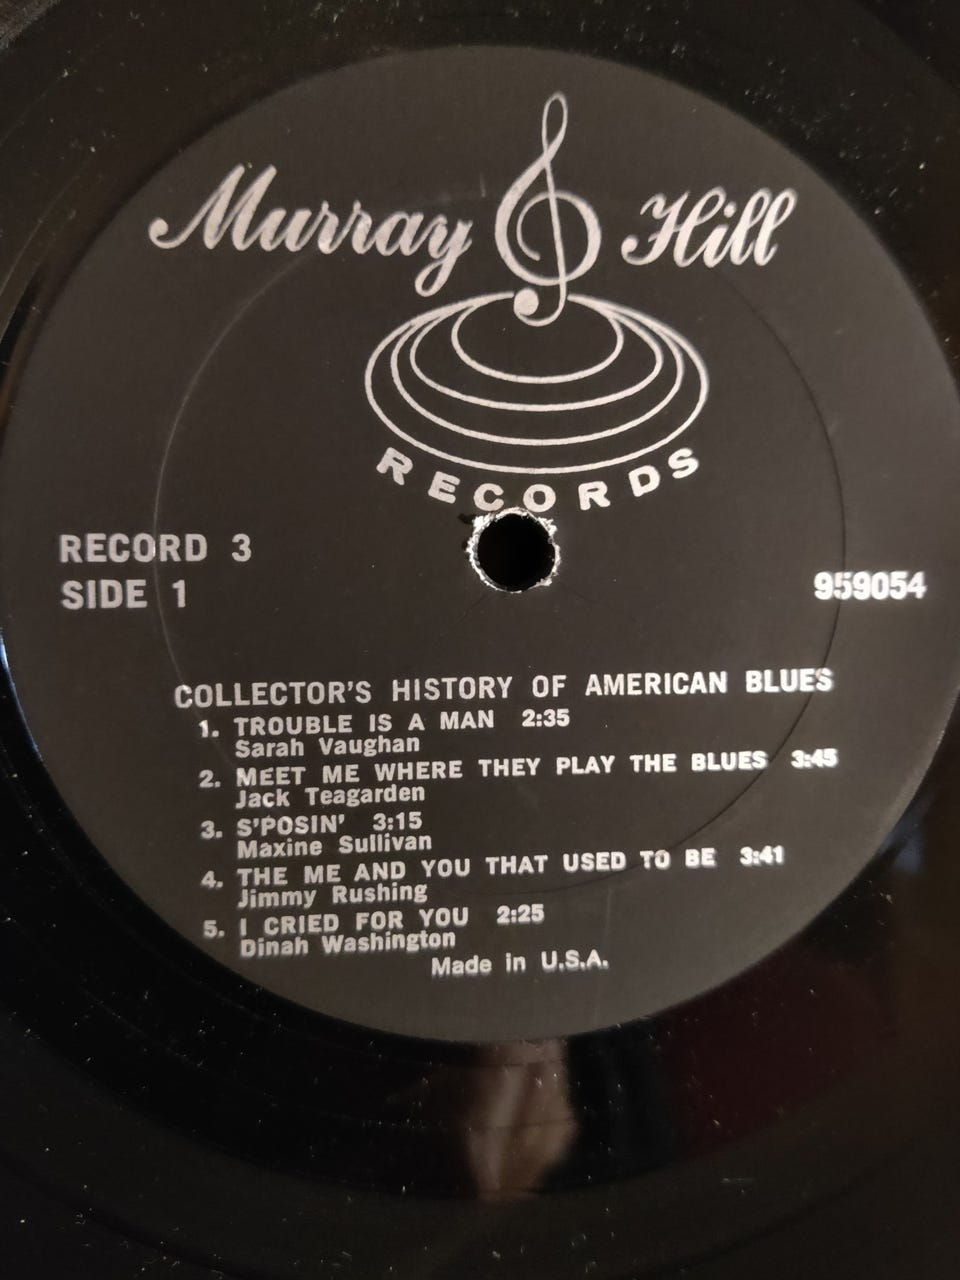 Murray Hill
RECORDS
RECORD 3
SIDE 1
959054
COLLECTOR'S HISTORY OF AMERICAN BLUES
1. TROUBLE IS A MAN 2:35
Sarah Vaughan
2. MEET ME WHERE THEY PLAY THE BLUES 3:45
Jack Teagarden
3. S'POSIN' 3:15
Maxine Sullivan
4. THE ME AND YOU THAT USED TO BE 3:41
Jimmy Rushing
5. I CRIED FOR YOU 2:25
Dinah Washington
Made in U.S.A.